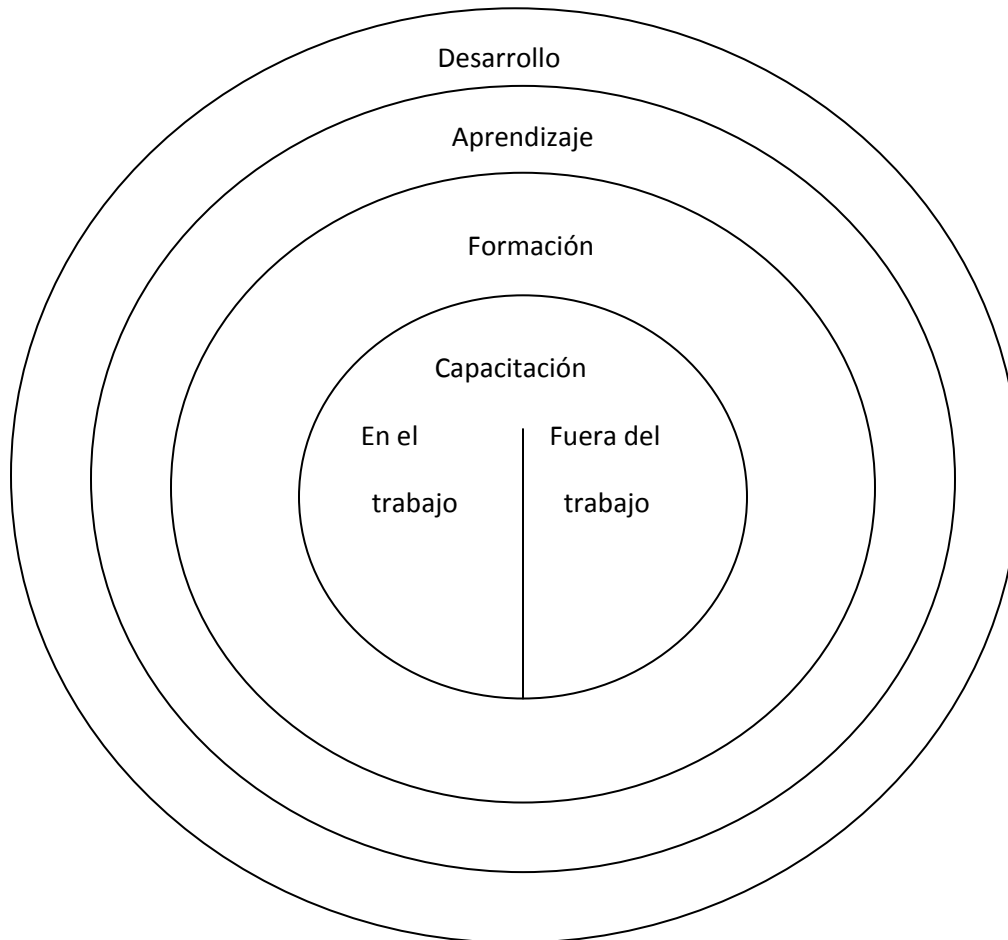 Desarrollo
Aprendizaje
Formación
Capacitación
En el
trabajo
Fuera del
trabajo